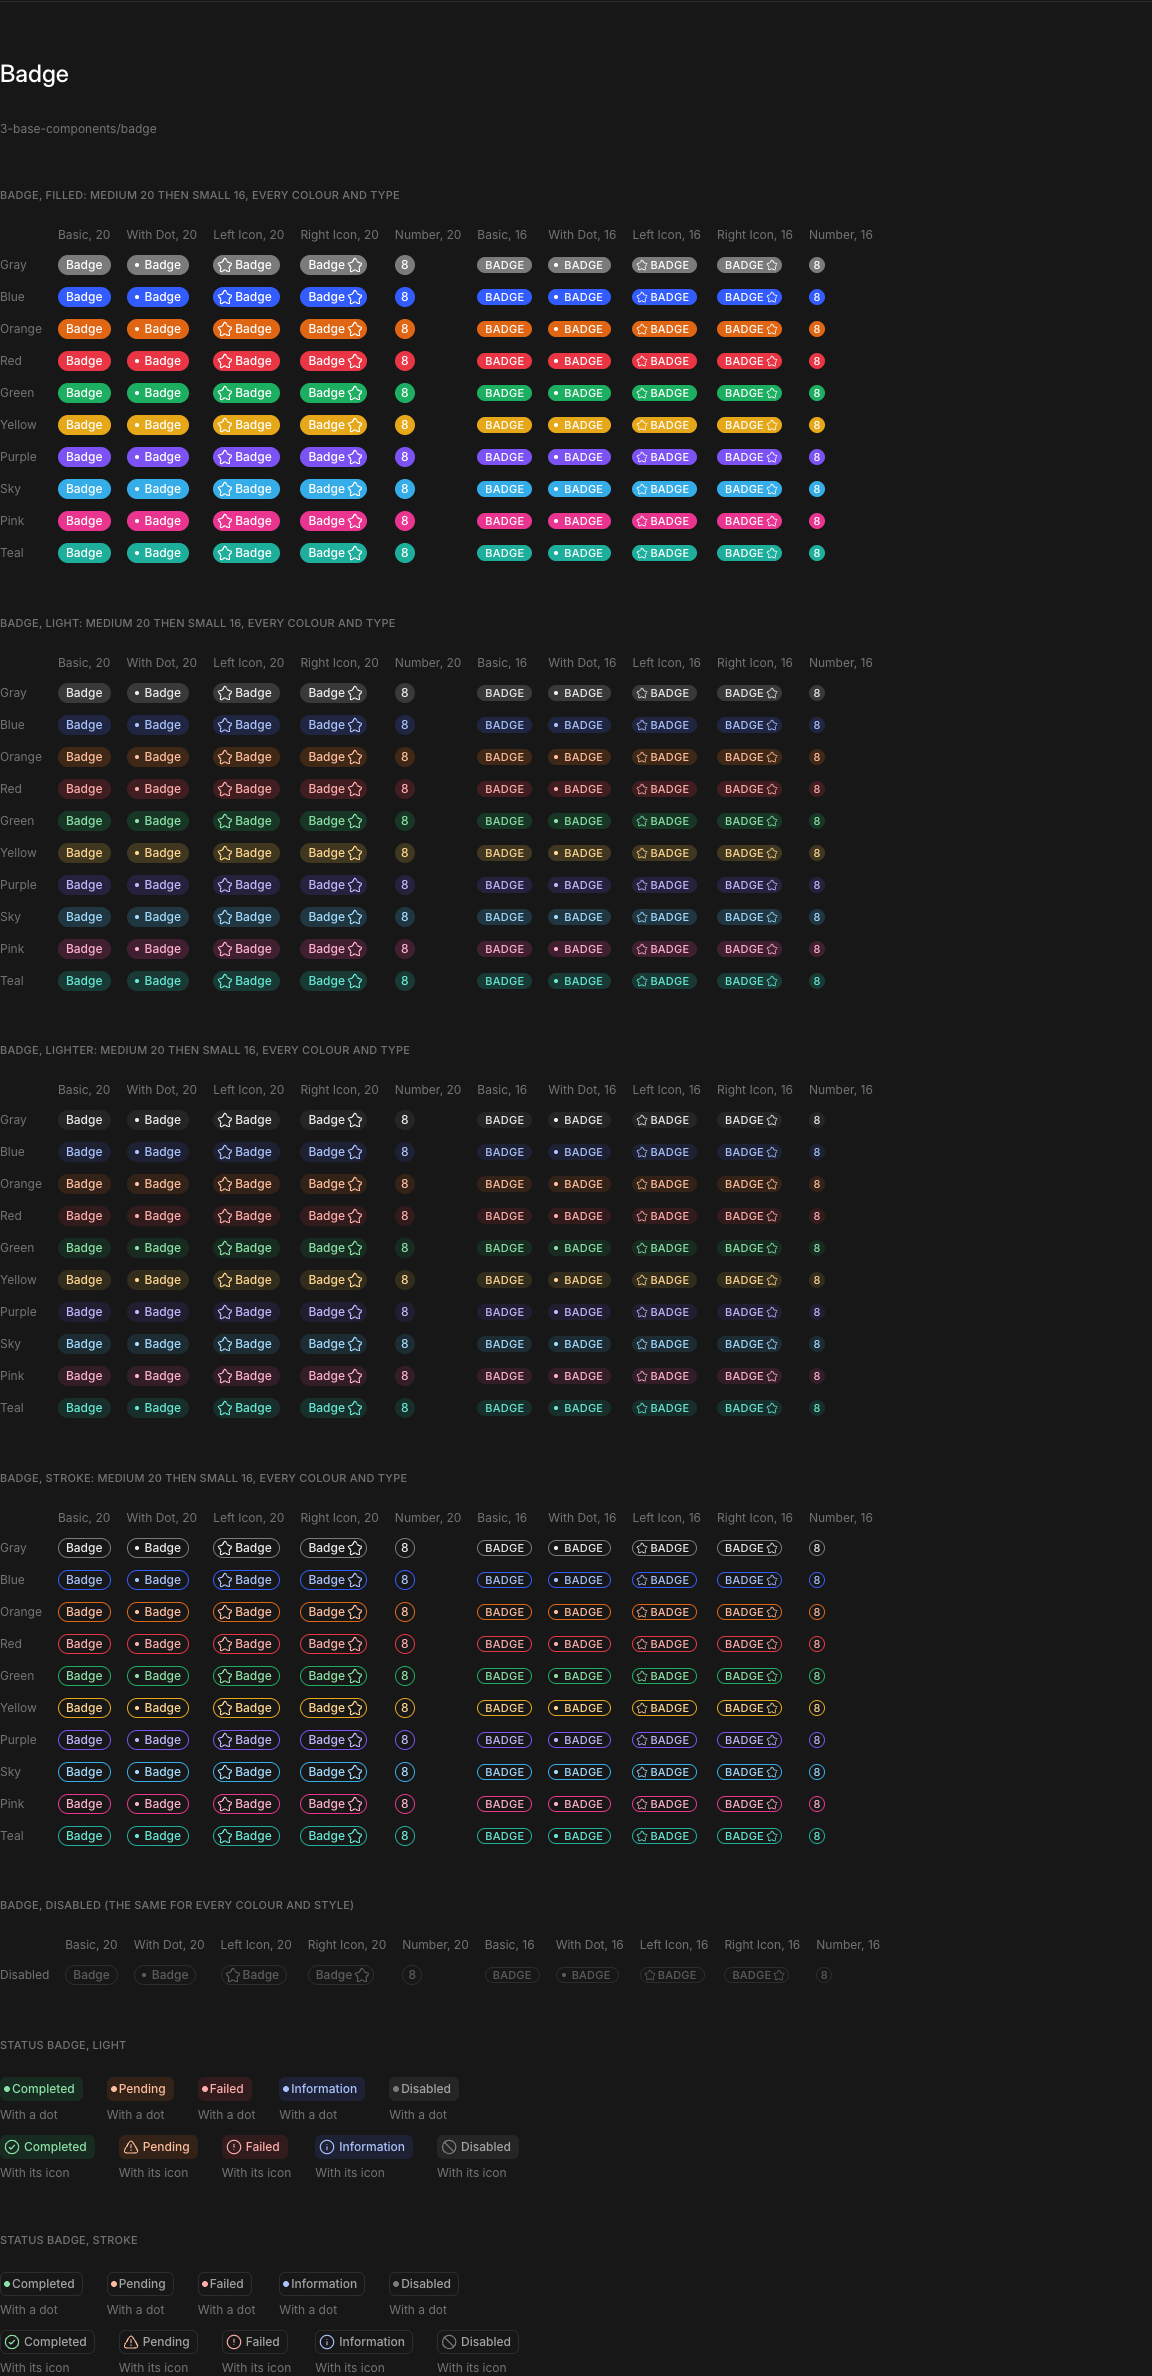 Badge
3-base-components/badge
BADGE, FILLED: MEDIUM 20 THEN SMALL 16, EVERY COLOUR AND TYPE
Basic, 20 With Dot, 20 Left Icon, 20 Right Icon, 20 Number, 20 Basic, 16 With Dot, 16 Left Icon, 16 Right Icon, 16 Number, 16
Gray Badge Badge Badge Badge 8 BADGE BADGE BADGE BADGE 8
Blue Badge Badge Badge Badge 8 BADGE BADGE BADGE BADGE 8
Orange Badge Badge Badge Badge 8 BADGE BADGE BADGE BADGE 8
Red Badge Badge Badge Badge 8 BADGE BADGE BADGE BADGE 8
Green Badge Badge Badge Badge 8 BADGE BADGE BADGE BADGE 8
Yellow Badge Badge Badge Badge 8 BADGE BADGE BADGE BADGE 8
Purple Badge Badge Badge Badge 8 BADGE BADGE BADGE BADGE 8
Sky Badge Badge Badge Badge 8 BADGE BADGE BADGE BADGE 8
Pink Badge Badge Badge Badge 8 BADGE BADGE BADGE BADGE 8
Teal Badge Badge Badge Badge 8 BADGE BADGE BADGE BADGE 8
BADGE, LIGHT: MEDIUM 20 THEN SMALL 16, EVERY COLOUR AND TYPE
Basic, 20 With Dot, 20 Left Icon, 20 Right Icon, 20 Number, 20 Basic, 16 With Dot, 16 Left Icon, 16 Right Icon, 16 Number, 16
Gray Badge Badge Badge Badge 8 BADGE BADGE BADGE BADGE 8
Blue Badge Badge Badge Badge 8 BADGE BADGE BADGE BADGE 8
Orange Badge Badge Badge Badge 8 BADGE BADGE BADGE BADGE 8
Red Badge Badge Badge Badge 8 BADGE BADGE BADGE BADGE 8
Green Badge Badge Badge Badge 8 BADGE BADGE BADGE BADGE 8
Yellow Badge Badge Badge Badge 8 BADGE BADGE BADGE BADGE 8
Purple Badge Badge Badge Badge 8 BADGE BADGE BADGE BADGE 8
Sky Badge Badge Badge Badge 8 BADGE BADGE BADGE BADGE 8
Pink Badge Badge Badge Badge 8 BADGE BADGE BADGE BADGE 8
Teal Badge Badge Badge Badge 8 BADGE BADGE BADGE BADGE 8
BADGE, LIGHTER: MEDIUM 20 THEN SMALL 16, EVERY COLOUR AND TYPE
Basic, 20 With Dot, 20 Left Icon, 20 Right Icon, 20 Number, 20 Basic, 16 With Dot, 16 Left Icon, 16 Right Icon, 16 Number, 16
Gray Badge Badge Badge Badge 8 BADGE BADGE BADGE BADGE 8
Blue Badge Badge Badge Badge 8 BADGE BADGE BADGE BADGE 8
Orange Badge Badge Badge Badge 8 BADGE BADGE BADGE BADGE 8
Red Badge Badge Badge Badge 8 BADGE BADGE BADGE BADGE 8
Green Badge Badge Badge Badge 8 BADGE BADGE BADGE BADGE 8
Yellow Badge Badge Badge Badge 8 BADGE BADGE BADGE BADGE 8
Purple Badge Badge Badge Badge 8 BADGE BADGE BADGE BADGE 8
Sky Badge Badge Badge Badge 8 BADGE BADGE BADGE BADGE 8
Pink Badge Badge Badge Badge 8 BADGE BADGE BADGE BADGE 8
Teal Badge Badge Badge Badge 8 BADGE BADGE BADGE BADGE 8
BADGE, STROKE: MEDIUM 20 THEN SMALL 16, EVERY COLOUR AND TYPE
Basic, 20 With Dot, 20 Left Icon, 20 Right Icon, 20 Number, 20 Basic, 16 With Dot, 16 Left Icon, 16 Right Icon, 16 Number, 16
Gray Badge Badge Badge Badge 8 BADGE BADGE BADGE BADGE 8
Blue Badge Badge Badge Badge 8 BADGE BADGE BADGE BADGE 8
Orange Badge Badge Badge Badge 8 BADGE BADGE BADGE BADGE 8
Red Badge Badge Badge Badge 8 BADGE BADGE BADGE BADGE 8
Green Badge Badge Badge Badge 8 BADGE BADGE BADGE BADGE 8
Yellow Badge Badge Badge Badge 8 BADGE BADGE BADGE BADGE 8
Purple Badge Badge Badge Badge 8 BADGE BADGE BADGE BADGE 8
Sky Badge Badge Badge Badge 8 BADGE BADGE BADGE BADGE 8
Pink Badge Badge Badge Badge 8 BADGE BADGE BADGE BADGE 8
Teal Badge Badge Badge Badge 8 BADGE BADGE BADGE BADGE 8
BADGE, DISABLED (THE SAME FOR EVERY COLOUR AND STYLE)
Basic, 20 With Dot, 20 Left Icon, 20 Right Icon, 20 Number, 20 Basic, 16 With Dot, 16 Left Icon, 16 Right Icon, 16 Number, 16
Disabled Badge Badge Badge Badge 8 BADGE BADGE BADGE BADGE 8
STATUS BADGE, LIGHT
Completed Pending Failed Information Disabled
With a dot With a dot With a dot With a dot With a dot
Completed Pending Failed Information Disabled
With its icon With its icon With its icon With its icon With its icon
STATUS BADGE, STROKE
Completed Pending Failed Information Disabled
With a dot With a dot With a dot With a dot With a dot
Completed Pending Failed Information Disabled
With its icon With its icon With its icon With its icon With its icon